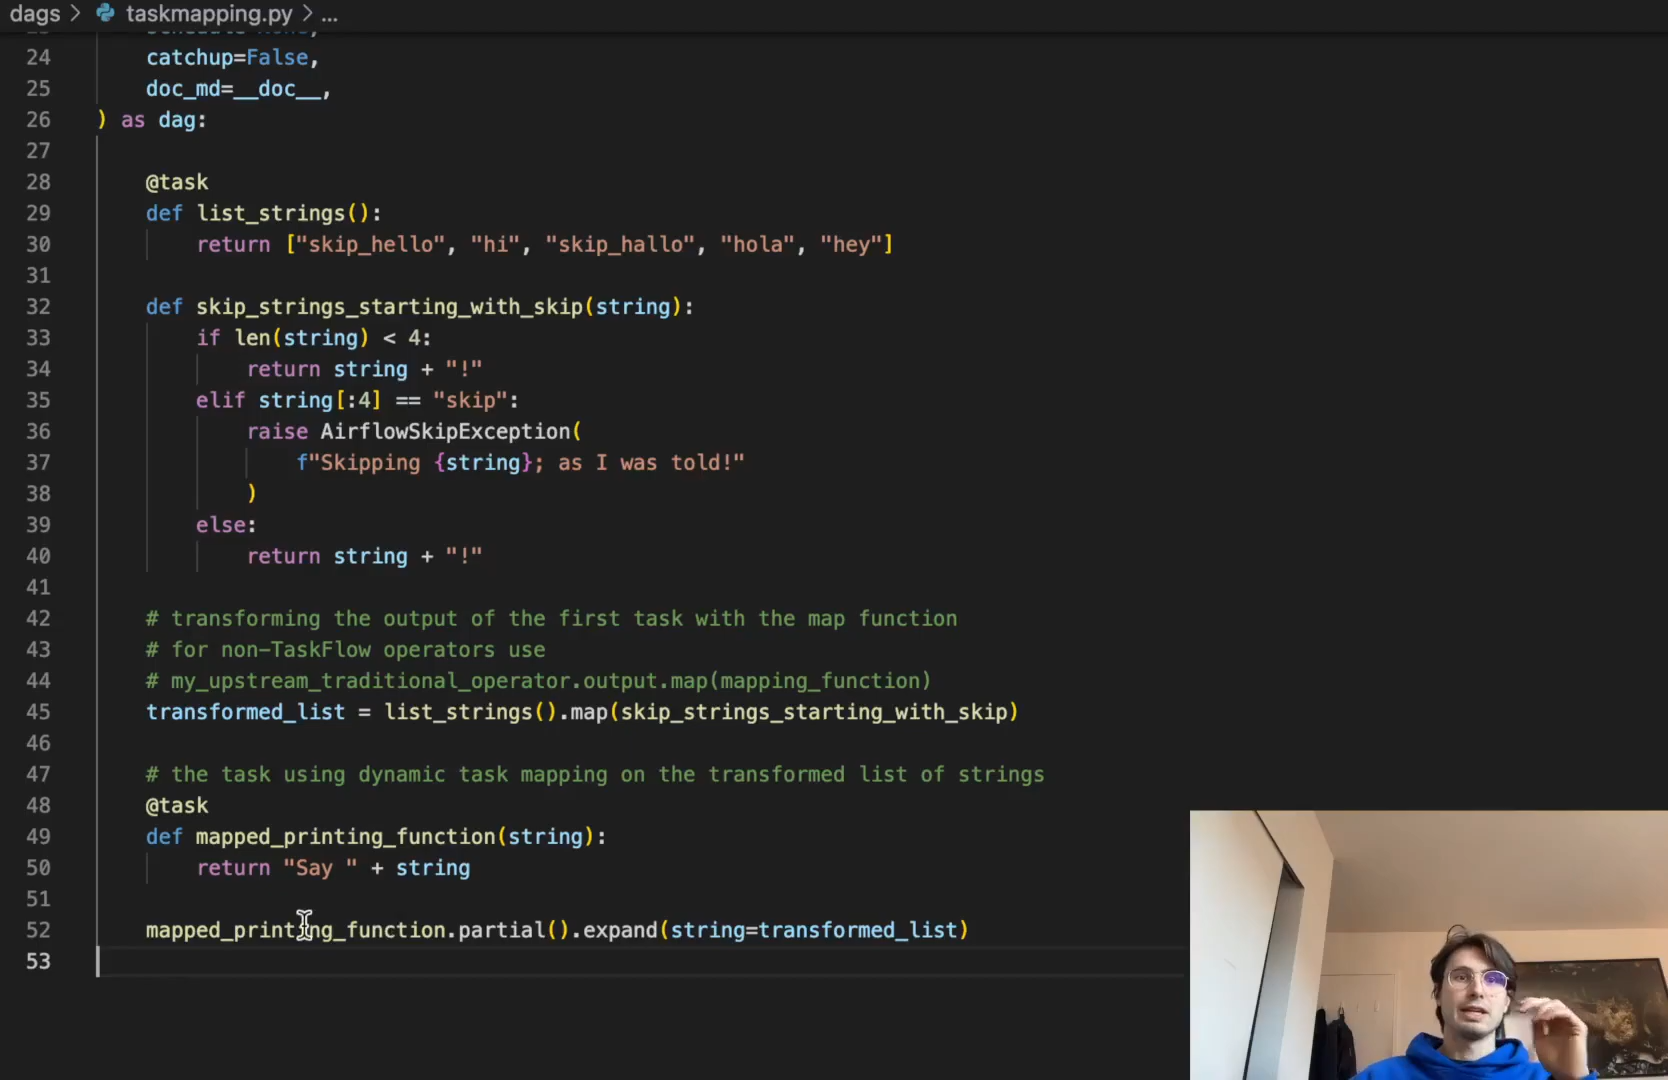 dags > taskmapping.py > ...
24 catchup=False,
25 doc_md=__doc__,
26 ) as dag:
27
28 @task
29 def list_strings():
30 return ["skip_hello", "hi", "skip_hallo", "hola", "hey"]
31
32 def skip_strings_starting_with_skip(string):
33 if len(string) < 4:
34 return string + "!"
35 elif string[:4] == "skip":
36 raise AirflowSkipException(
37 f"Skipping {string}; as I was told!"
38 )
39 else:
40 return string + "!"
41
42 # transforming the output of the first task with the map function
43 # for non-TaskFlow operators use
44 # my_upstream_traditional_operator.output.map(mapping_function)
45 transformed_list = list_strings().map(skip_strings_starting_with_skip)
46
47 # the task using dynamic task mapping on the transformed list of strings
48 @task
49 def mapped_printing_function(string):
50 return "Say " + string
51
52 mapped_printing_function.partial().expand(string=transformed_list)
53